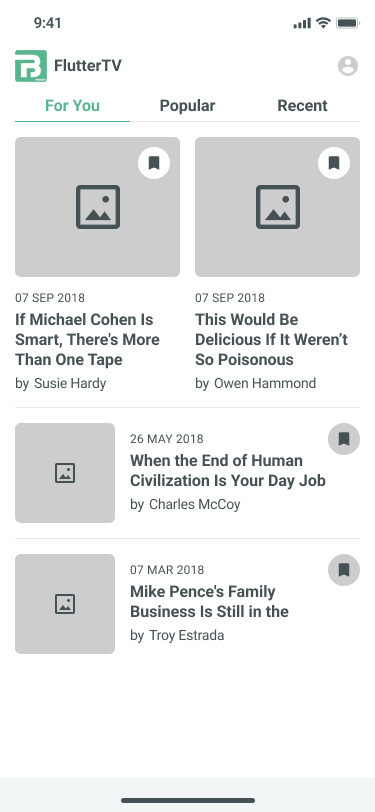 9:41
FlutterTV
For You
Popular
Recent
07 SEP 2018
If Michael Cohen Is
Smart, There's More
Than One Tape
by Susie Hardy
07 SEP 2018
This Would Be
Delicious If It Weren’t
So Poisonous
by Owen Hammond
26 MAY 2018
When the End of Human
Civilization Is Your Day Job
by Charles McCoy
07 MAR 2018
Mike Pence's Family
Business Is Still in the
by Troy Estrada